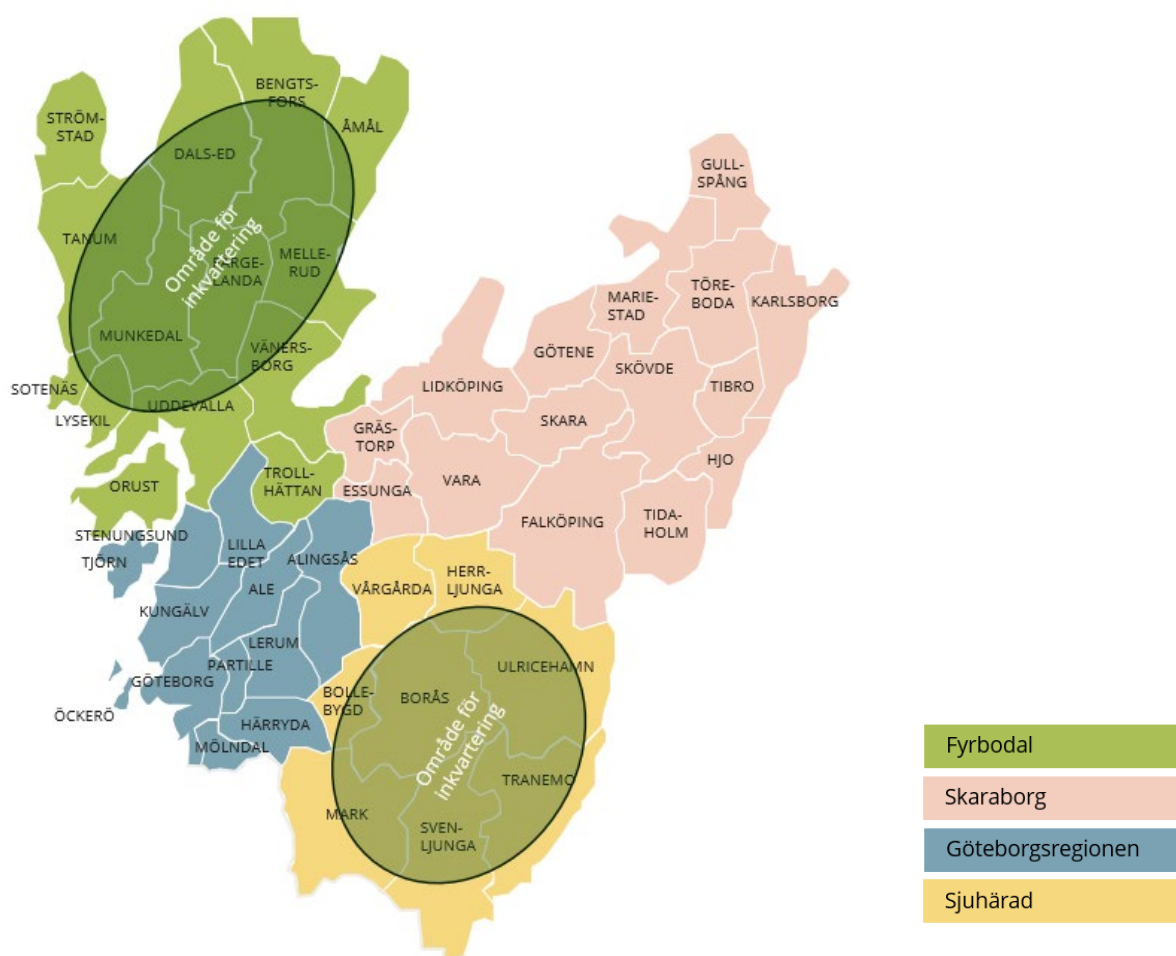 BENGTS-
FORS
STRÖM-
STAD
ÅMÅL
DALS-ED
GULL-
SPÅNG
TANUM
Område för
inkvartering
FÄRGE-
LANDA
MELLE-
RUD
TÖRE-
BODA
KARLSBORG
MARIE-
STAD
MUNKEDAL
VÄNERS-
BORG
GÖTENE
SKÖVDE
SOTENÄS
LIDKÖPING
TIBRO
UDDEVALLA
LYSEKIL
SKARA
GRÄS-
TORP
HJO
TROLL-
HÄTTAN
ORUST
ESSUNGA
VARA
FALKÖPING
TIDA-
HOLM
STENUNGSUND
TJÖRN
LILLA
EDET
ALINGSÅS
ALE
VÅRGÅRDA
HERR-
LJUNGA
KUNGÄLV
LERUM
PARTILLE
GÖTEBORG
ULRICEHAMN
BOLLE-
BYGD
BORÅS
ÖCKERÖ
HÄRRYDA
MÖLNDAL
Område för
inkvartering
TRANEMO
MARK
SVEN-
LJUNGA
Fyrbodal
Skaraborg
Göteborgsregionen
Sjuhärad